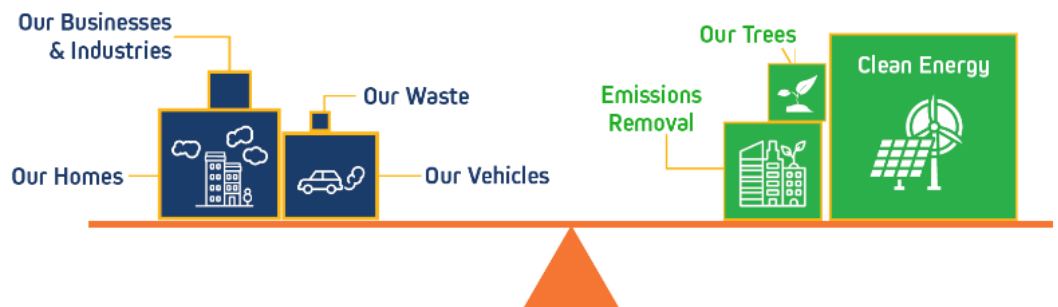 Our Businesses
& Industries
Our Waste
Our Homes
Our Vehicles
Our Trees
Clean Energy
Emissions
Removal